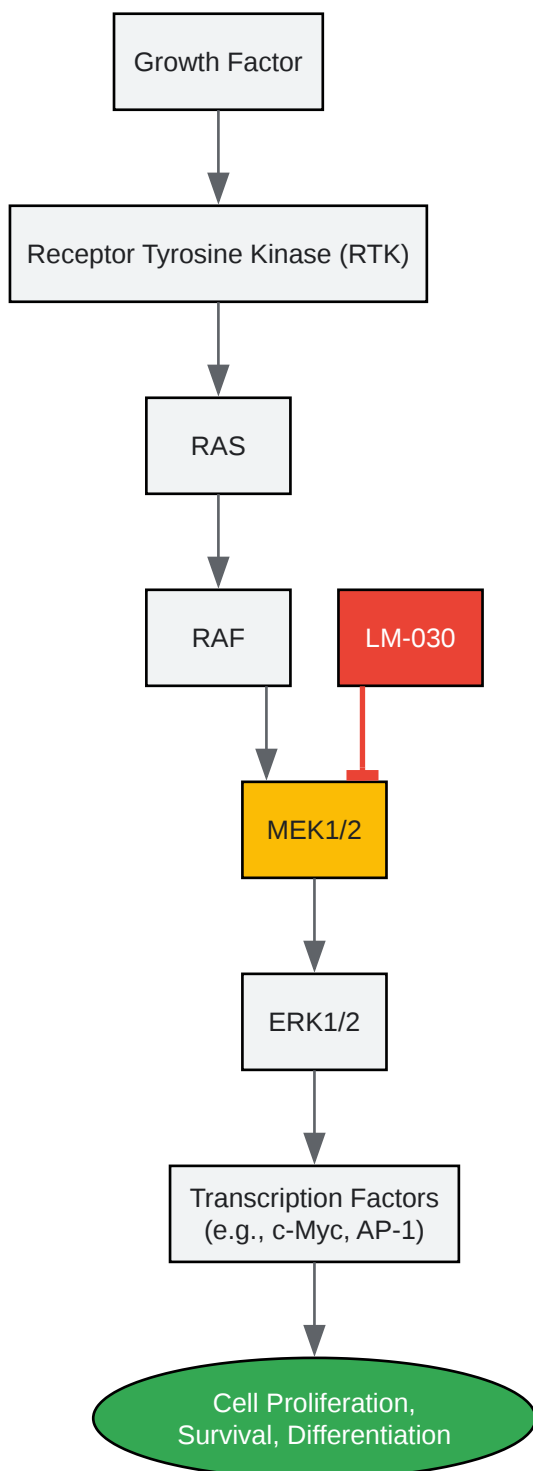 Growth Factor
Receptor Tyrosine Kinase (RTK)
RAS
RAF
LM-030
MEK1/2
ERK1/2
Transcription Factors
(e.g., c-Myc, AP-1)
Cell Proliferation,
Survival, Differentiation